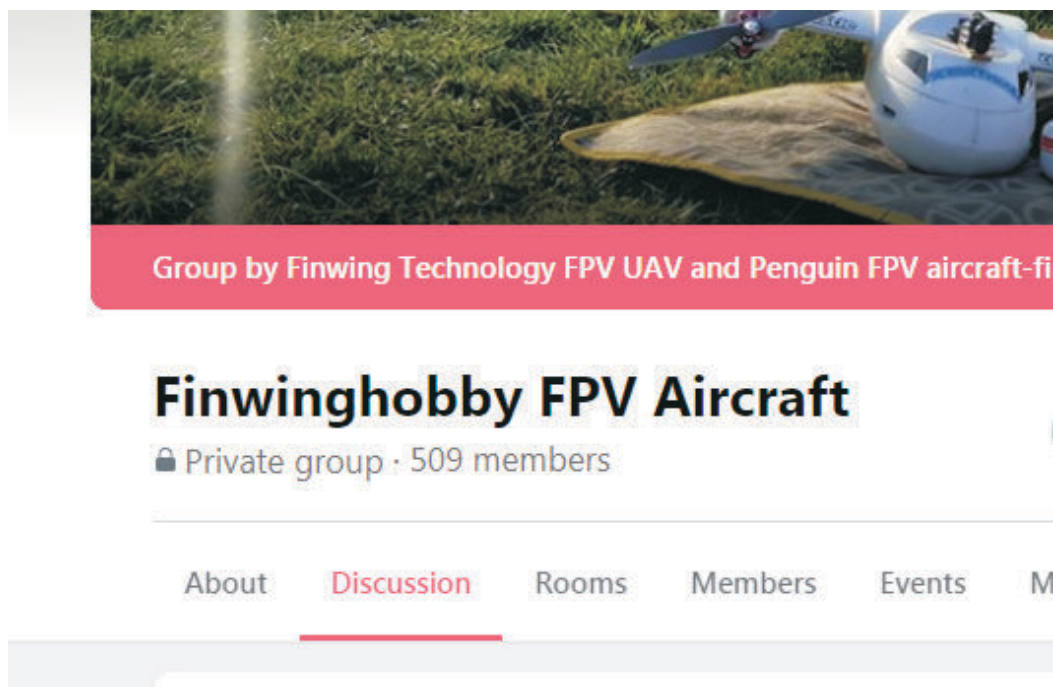 Group by Finwing Technology FPV UAV and Penguin FPV aircraft-fi
Finwinghobby FPV Aircraft
Private group · 509 members
About Discussion Rooms Members Events M